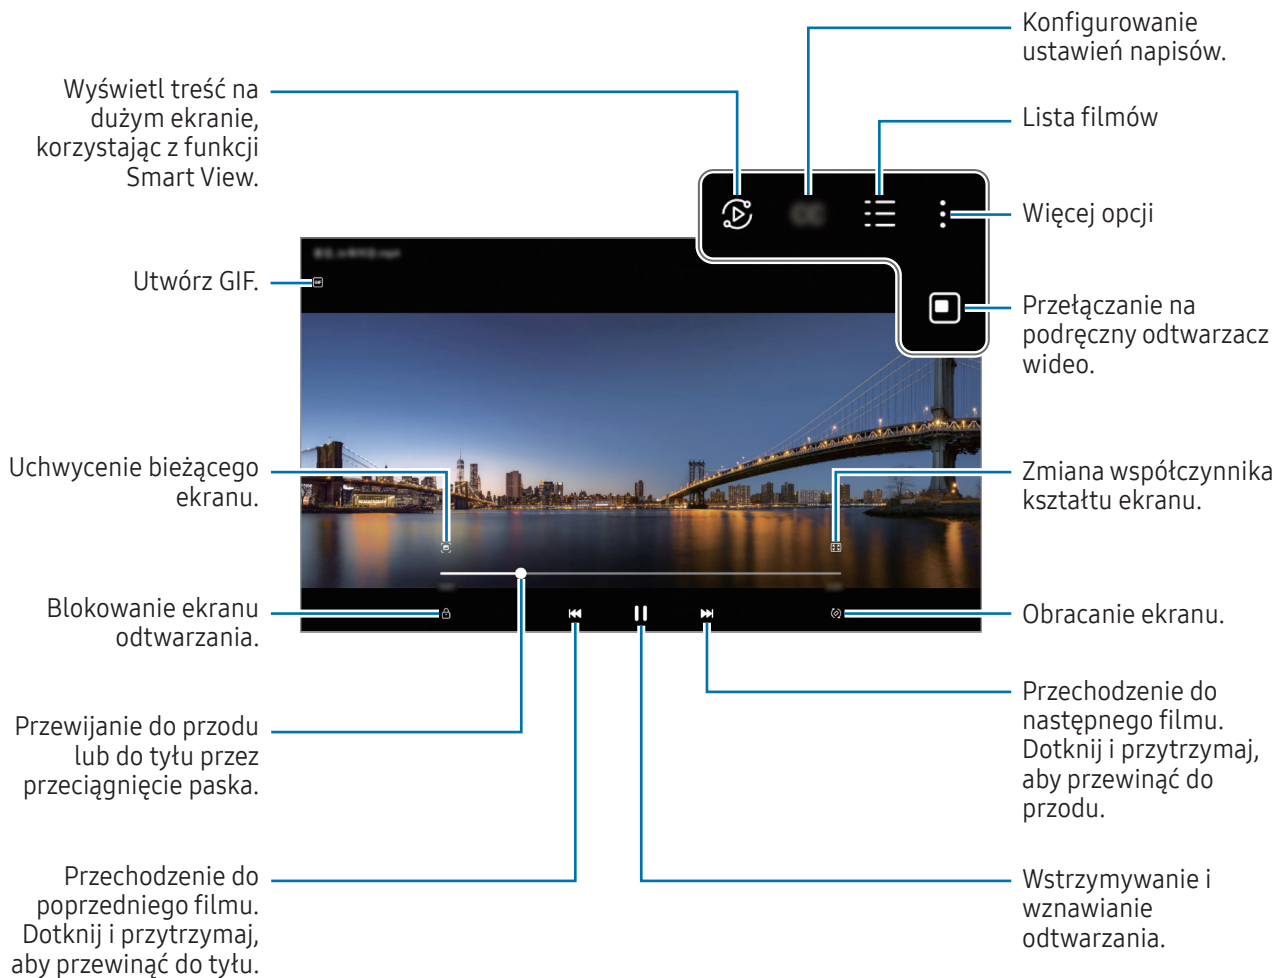 Konfigurowanie
ustawień napisów.
Wyświetl treść na
dużym ekranie,
korzystając z funkcji
Smart View.
Lista filmów
Więcej opcji
Utwórz GIF.
GIF
Przełączanie na
podręczny odtwarzacz
wideo.
Uchwycenie bieżącego
ekranu.
Zmiana współczynnika
kształtu ekranu.
Blokowanie ekranu
odtwarzania.
Obracanie ekranu.
Przewijanie do przodu
lub do tyłu przez
przeciągnięcie paska.
Przechodzenie do
następnego filmu.
Dotknij i przytrzymaj,
aby przewinąć do
przodu.
Przechodzenie do
poprzedniego filmu.
Dotknij i przytrzymaj,
aby przewinąć do tyłu.
Wstrzymywanie i
wznawianie
odtwarzania.